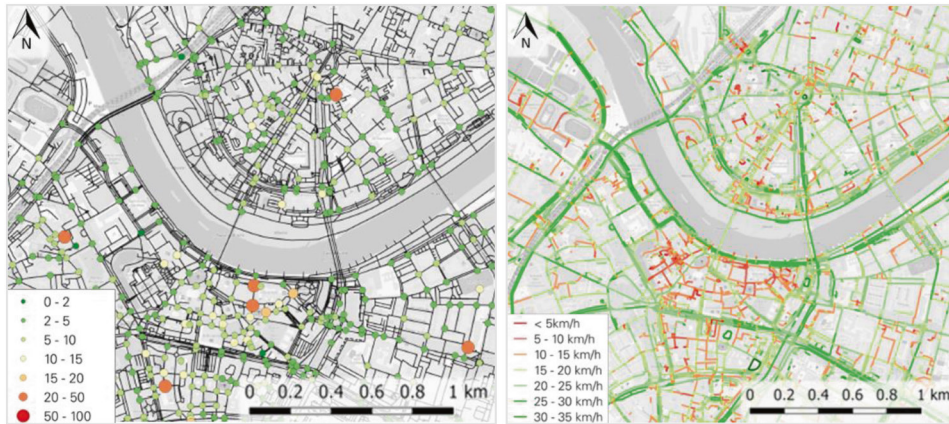 N
0 - 2
2 - 5
5 - 10
10 - 15
15 - 20
20 - 50
50 - 100
0 0.2 0.4 0.6 0.8 1 km
N
< 5km/h
5 - 10 km/h
10 - 15 km/h
15 - 20 km/h
20 - 25 km/h
25 - 30 km/h
30 - 35 km/h
0 0.2 0.4 0.6 0.8 1 km